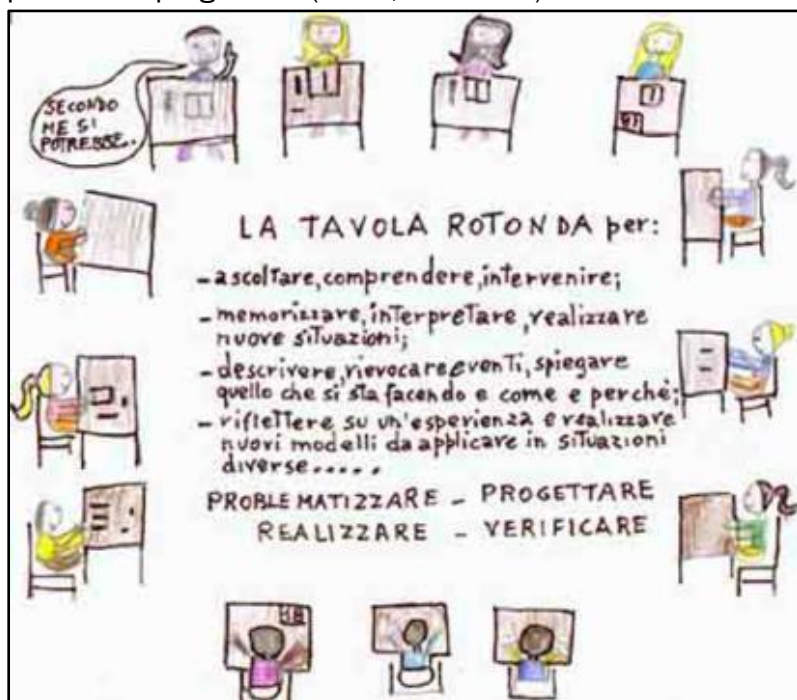 SECONDO
ME SI
POTREBBE...
LA TAVOLA ROTONDA per:
- ascoltare, comprendere, intervenire;
- memorizzare, interpretare, realizzare
nuove situazioni;
- descrivere, rievocare eventi, spiegare
quello che si sta facendo e come e perché;
- riflettere su un'esperienza e realizzare
nuovi modelli da applicare in situazioni
diverse.....
PROBLEMATIZZARE - PROGETTARE
REALIZZARE - VERIFICARE